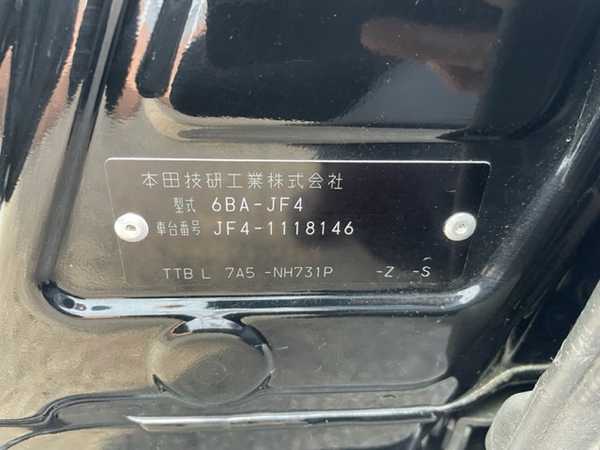 本田技研工業株式会社
型式 6BA-JF4
車台番号 JF4-1118146
TTB L 7A5 -NH731P -Z -S